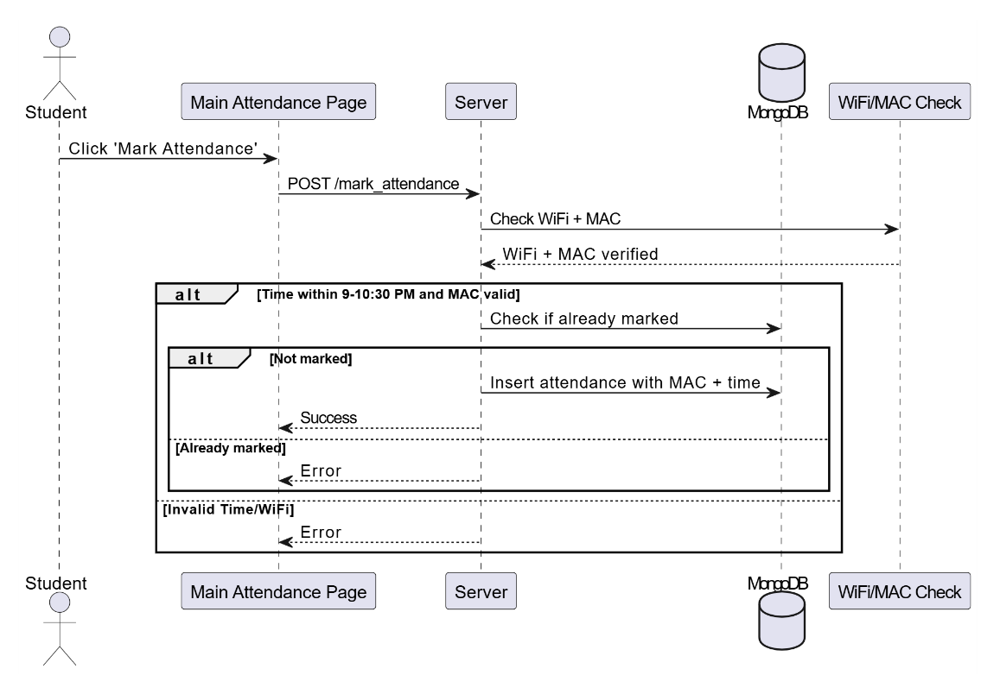 Student
Main Attendance Page
Server
MongoDB
WiFi/MAC Check
Click 'Mark Attendance'
POST /mark_attendance
Check WiFi + MAC
WiFi + MAC verified
alt [Time within 9-10:30 PM and MAC valid]
Check if already marked
alt [Not marked]
Insert attendance with MAC + time
Success
[Already marked]
Error
[Invalid Time/WiFi]
Error
Student
Main Attendance Page
Server
MongoDB
WiFi/MAC Check